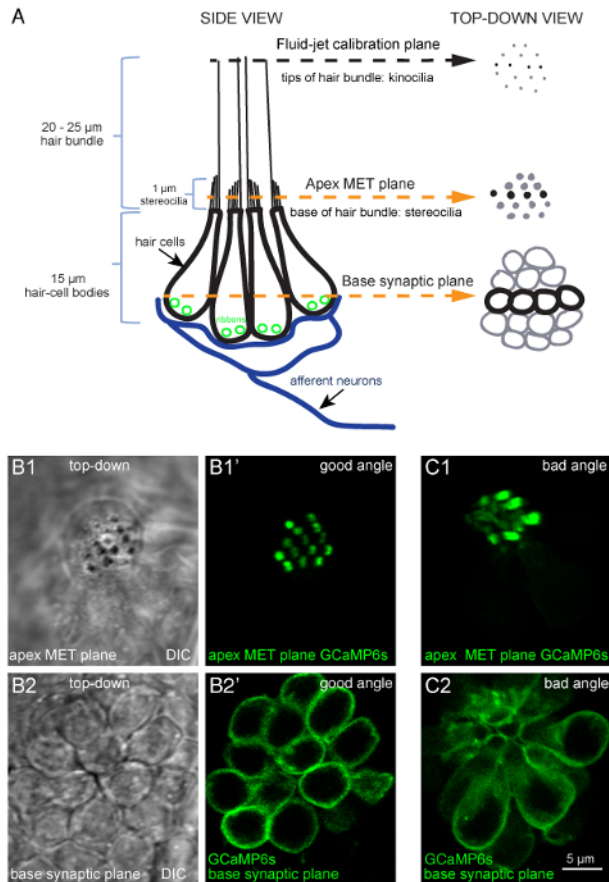 A
SIDE VIEW
TOP-DOWN VIEW
Fluid-jet calibration plane
tips of hair bundle: kinocilia
20 - 25 µm
hair bundle
1 µm
stereocilia
Apex MET plane
base of hair bundle: stereocilia
hair cells
15 µm
hair-cell bodies
Base synaptic plane
ribbons
afferent neurons
B1
top-down
apex MET plane
DIC
B1'
good angle
apex MET plane GCaMP6s
C1
bad angle
apex MET plane GCaMP6s
B2
top-down
base synaptic plane
DIC
B2'
good angle
GCaMP6s
base synaptic plane
C2
bad angle
GCaMP6s
base synaptic plane
5 µm